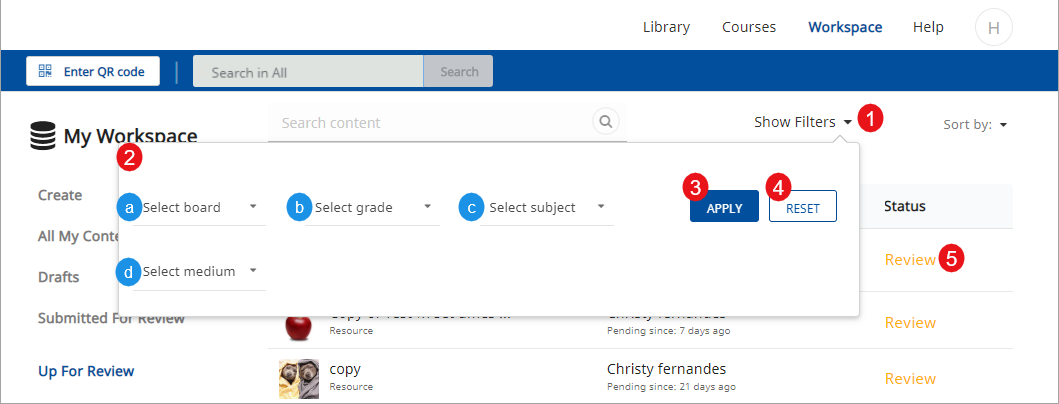 Library Courses Workspace Help H
Enter QR code Search in All Search
My Workspace
Search content
Show Filters 1
Sort by:
2
Create
a Select board b Select grade c Select subject 3 APPLY 4 RESET
Status
All My Conte
d Select medium
Review 5
Drafts
Submitted For Review
Resource
Pending since: 7 days ago
Review
Up For Review
copy
Resource
Christy fernandes
Pending since: 21 days ago
Review